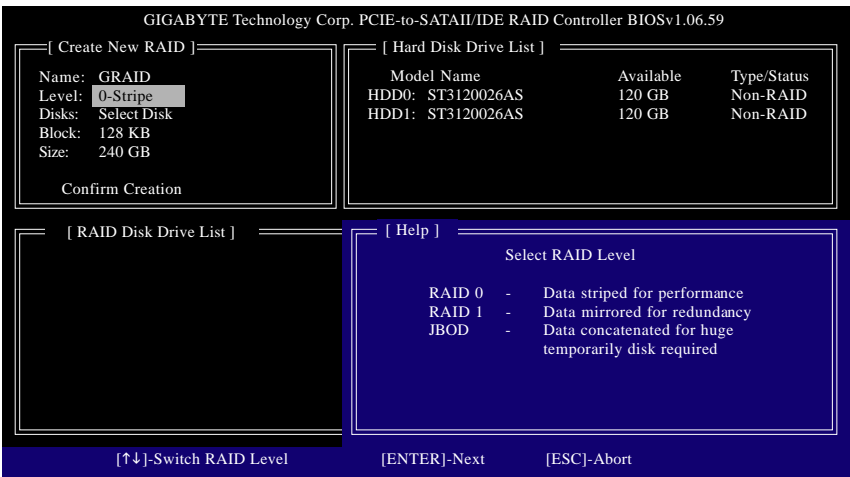 GIGABYTE Technology Corp. PCIE-to-SATAII/IDE RAID Controller BIOSv1.06.59
[ Create New RAID ]
Name: GRAID
Level: 0-Stripe
Disks: Select Disk
Block: 128 KB
Size: 240 GB
Confirm Creation
[ Hard Disk Drive List ]
Model Name Available Type/Status
HDD0: ST3120026AS 120 GB Non-RAID
HDD1: ST3120026AS 120 GB Non-RAID
[ RAID Disk Drive List ]
[ Help ]
Select RAID Level
RAID 0 - Data striped for performance
RAID 1 - Data mirrored for redundancy
JBOD - Data concatenated for huge
temporarily disk required
[↑↓]-Switch RAID Level [ENTER]-Next [ESC]-Abort